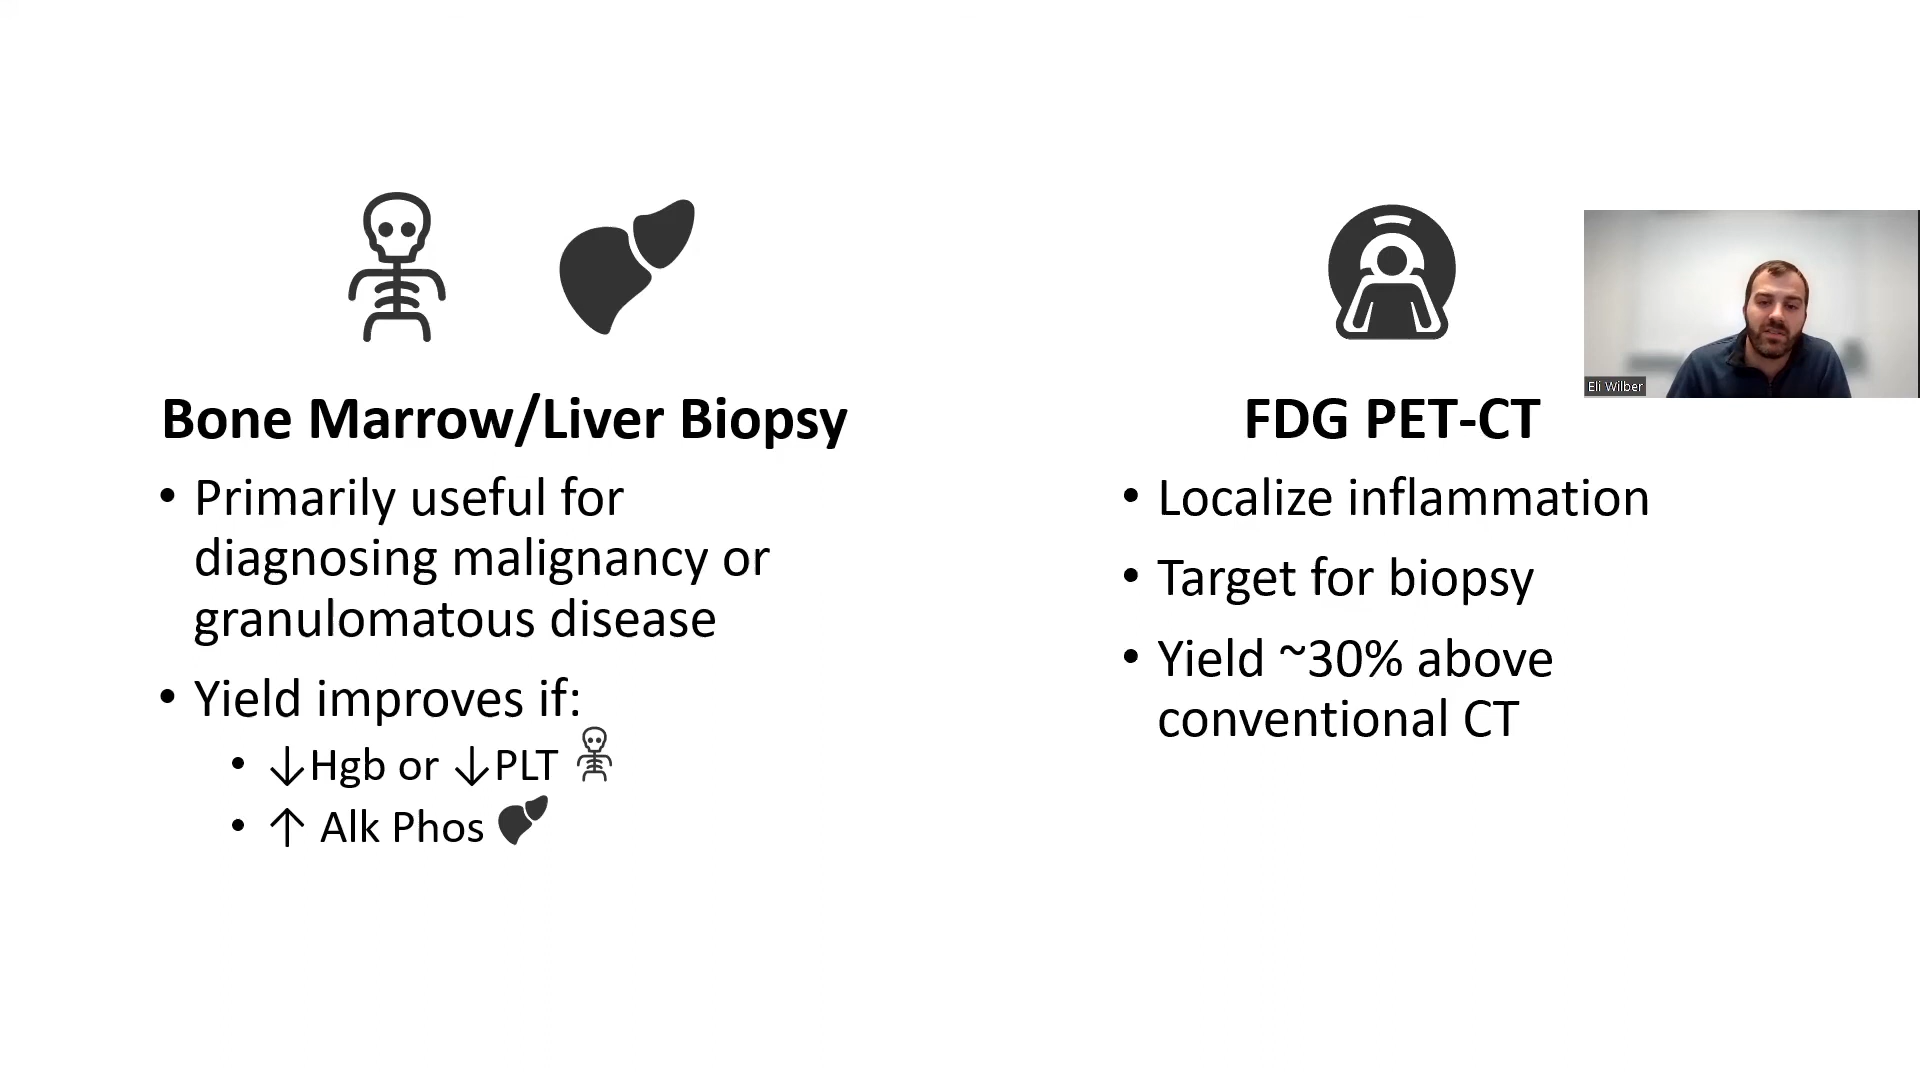 Bone Marrow/Liver Biopsy
• Primarily useful for
diagnosing malignancy or
granulomatous disease
• Yield improves if:
• ↓Hgb or ↓PLT
• ↑ Alk Phos
FDG PET-CT
• Localize inflammation
• Target for biopsy
• Yield ~30% above
conventional CT
Eli Wilber